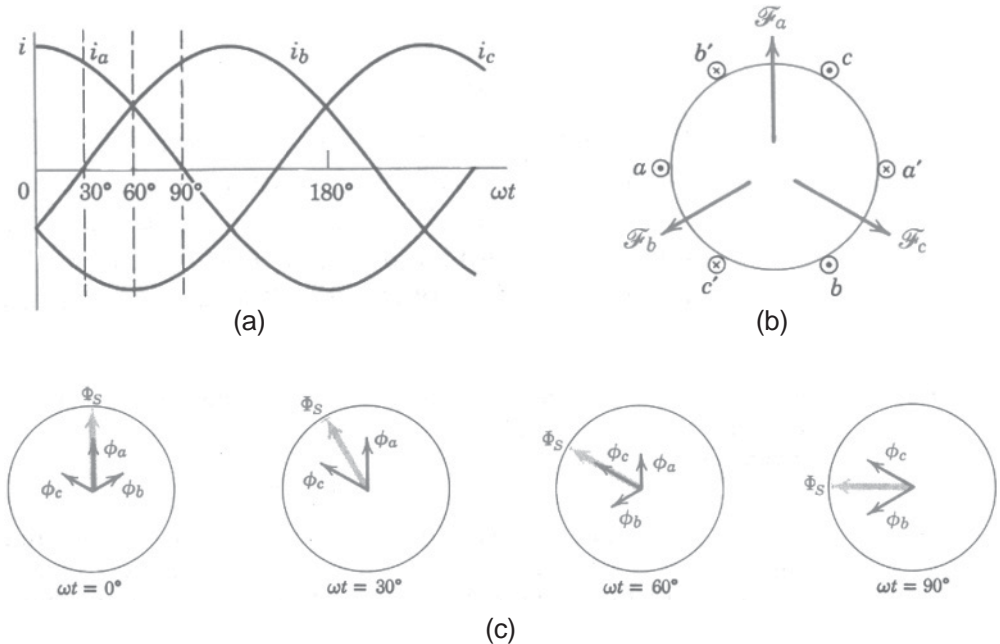 i
i_a
i_b
i_c
0
30°
60°
90°
180°
ωt
(a)
ℱ_a
b′
c
a
a′
ℱ_b
ℱ_c
c′
b
(b)
Φ_S
ϕ_a
ϕ_c
ϕ_b
ωt = 0°
Φ_S
ϕ_a
ϕ_c
ωt = 30°
Φ_S
ϕ_c
ϕ_a
ϕ_b
ωt = 60°
ϕ_c
Φ_S
ϕ_b
ωt = 90°
(c)